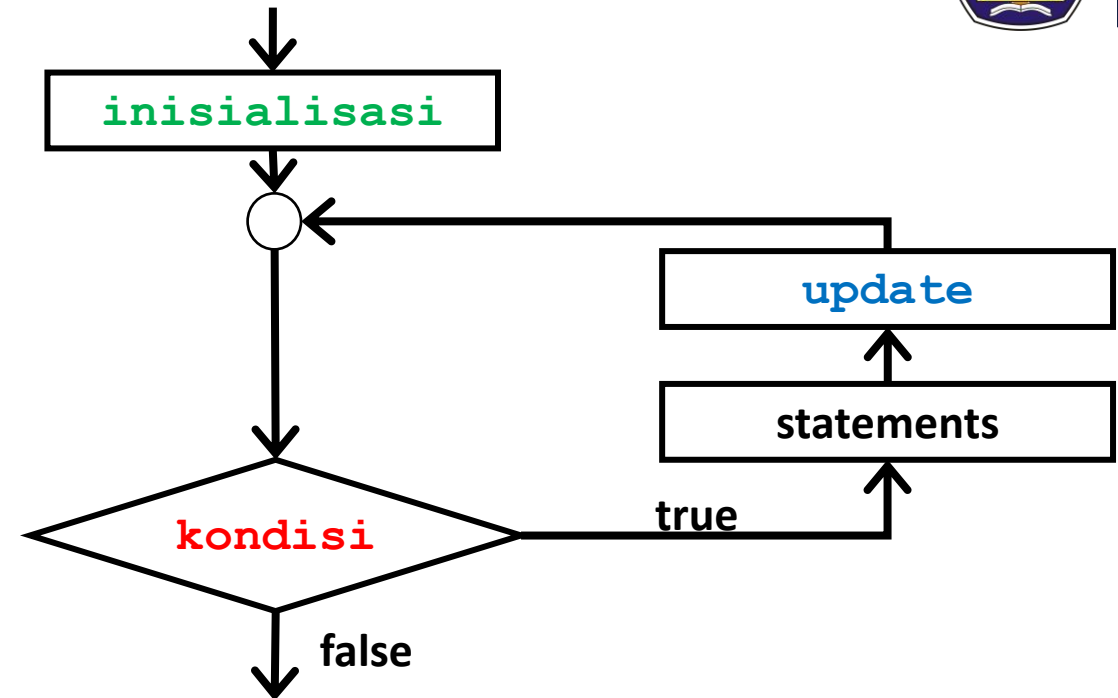 inisialisasi
update
statements
kondisi
true
false